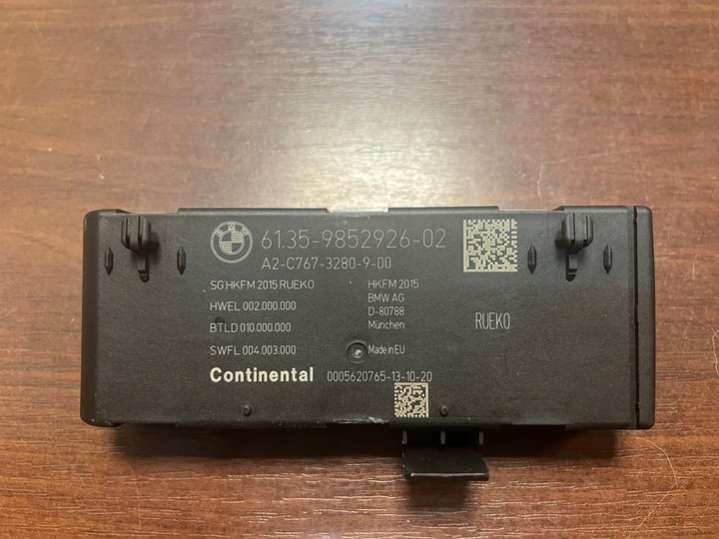 61.35-9852926-02
A2-C767-3280-9-00
SG HKFM 2015 RUEKO
HWEL 002.000.000
BTLD 010.000.000
SWFL 004.003.000
HKFM 2015
BMW AG
D-80788
München
Made in EU
RUEKO
Continental 0005620765-13-10-20